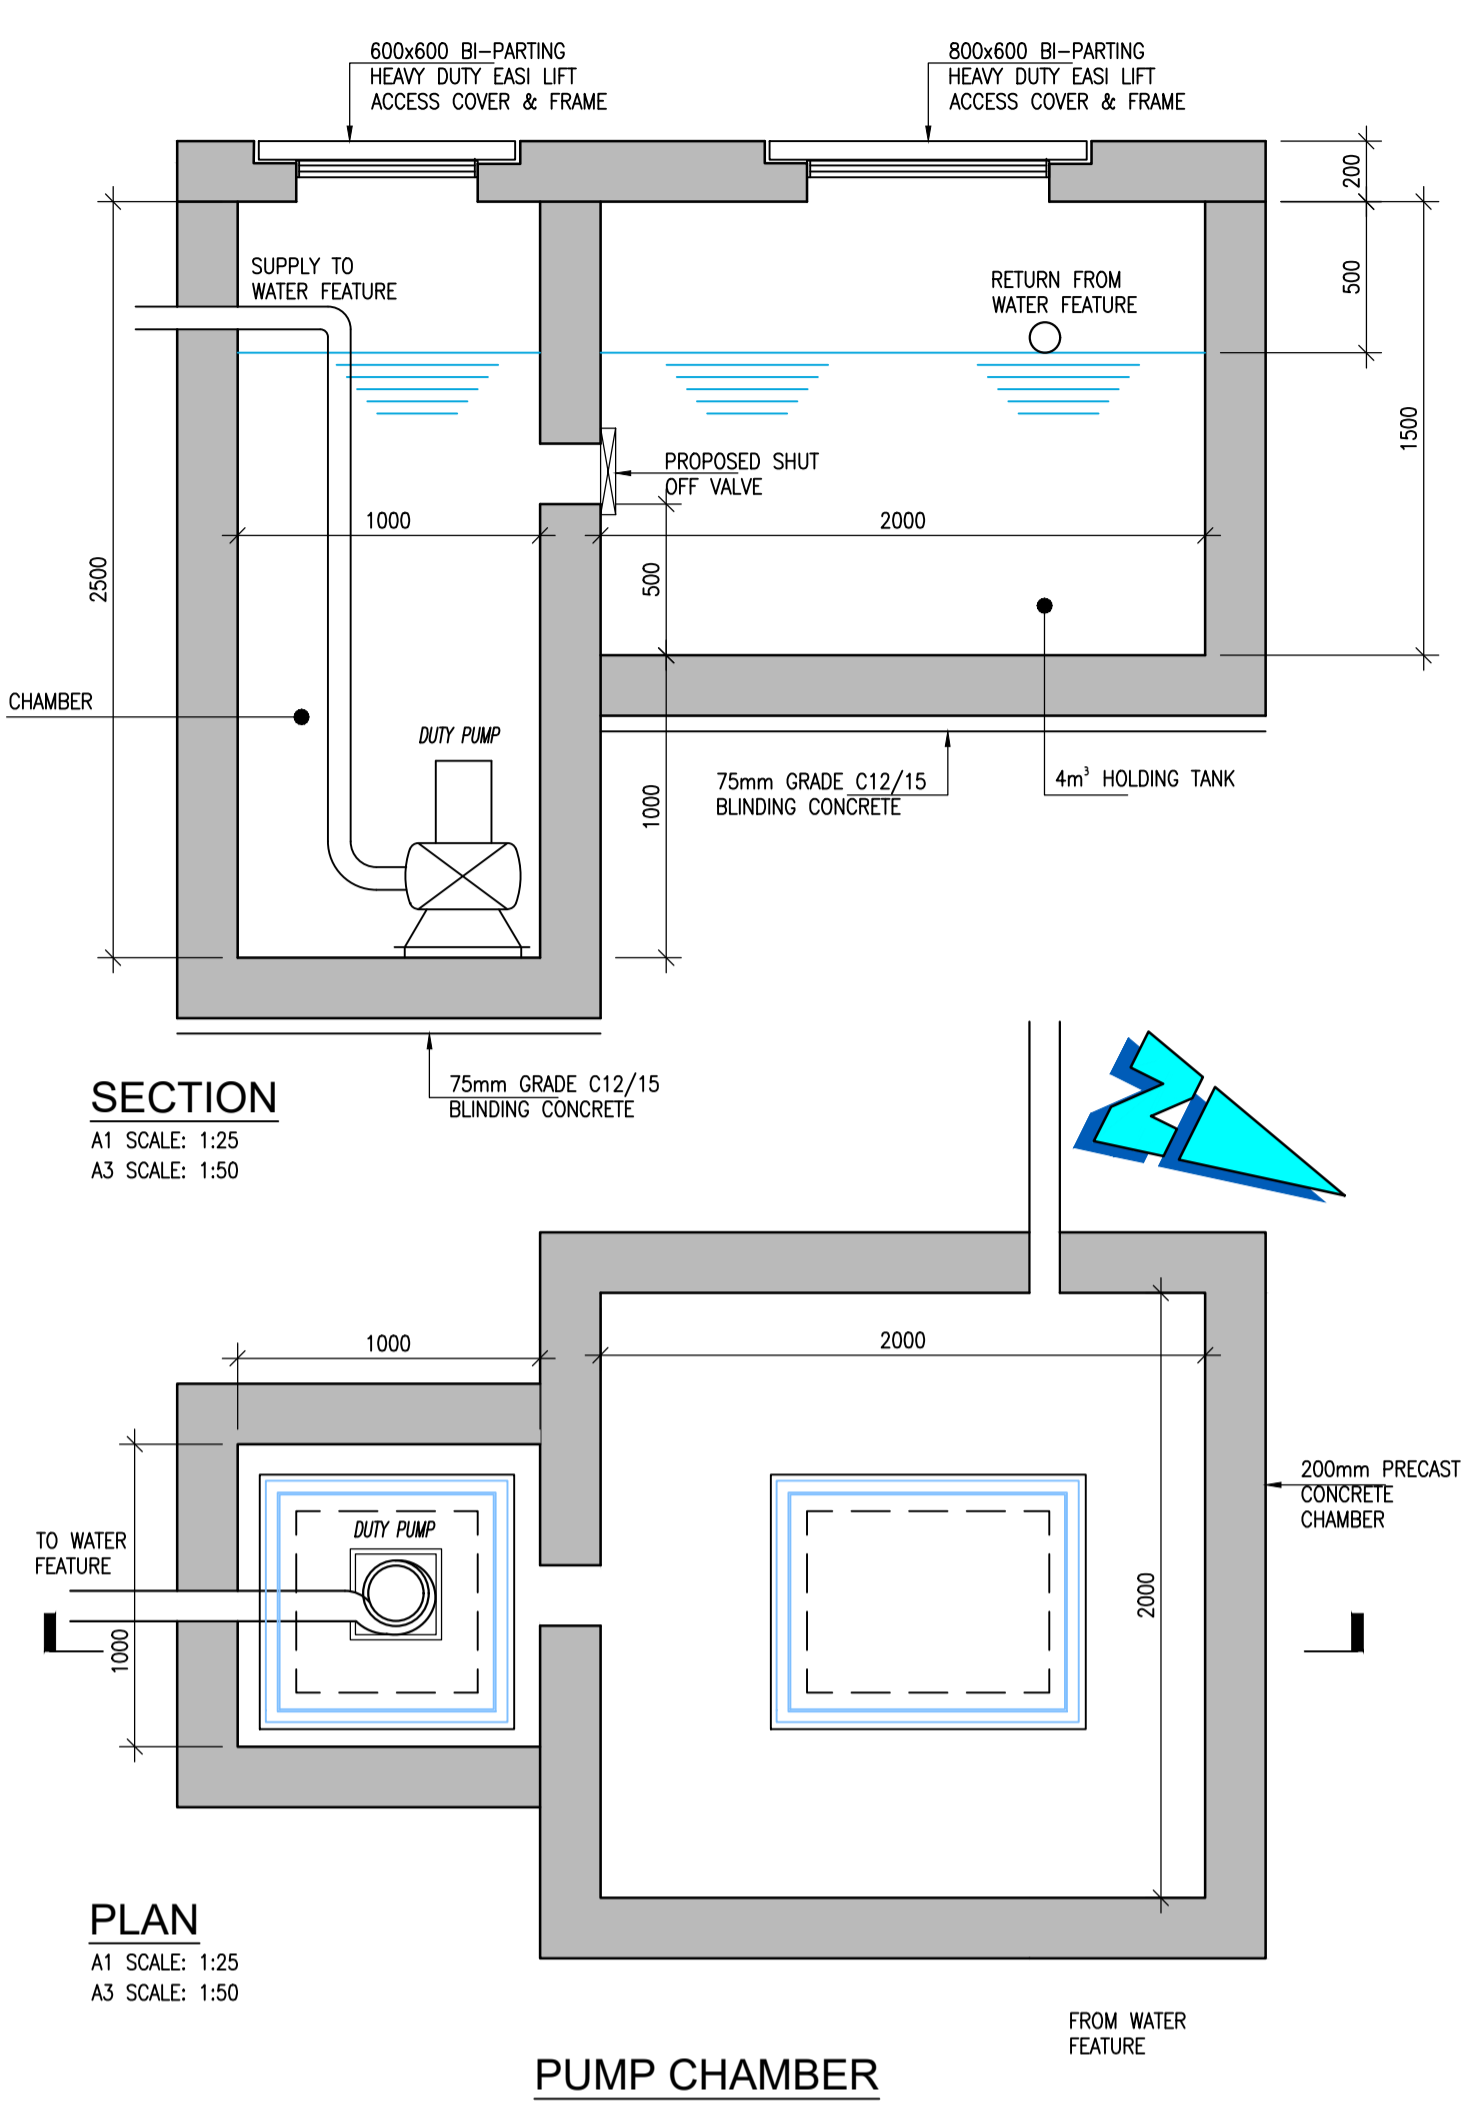 600x600 BI-PARTING
HEAVY DUTY EASI LIFT
ACCESS COVER & FRAME
800x600 BI-PARTING
HEAVY DUTY EASI LIFT
ACCESS COVER & FRAME
200
500
1500
SUPPLY TO
WATER FEATURE
RETURN FROM
WATER FEATURE
PROPOSED SHUT
OFF VALVE
1000
2000
2500
500
CHAMBER
DUTY PUMP
75mm GRADE C12/15
BLINDING CONCRETE
4m³ HOLDING TANK
1000
75mm GRADE C12/15
BLINDING CONCRETE
SECTION
A1 SCALE: 1:25
A3 SCALE: 1:50
N
1000
2000
200mm PRECAST
CONCRETE
CHAMBER
DUTY PUMP
TO WATER
FEATURE
1000
2000
PLAN
A1 SCALE: 1:25
A3 SCALE: 1:50
FROM WATER
FEATURE
PUMP CHAMBER